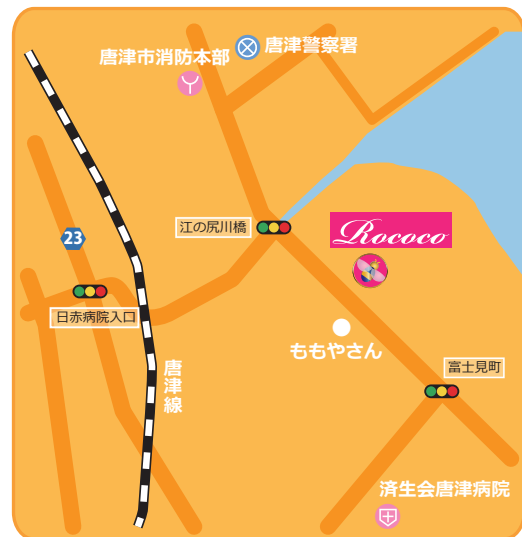 唐津警察署
唐津市消防本部
江の尻川橋
Rococo
23
日赤病院入口
ももやさん
唐津線
富士見町
済生会唐津病院